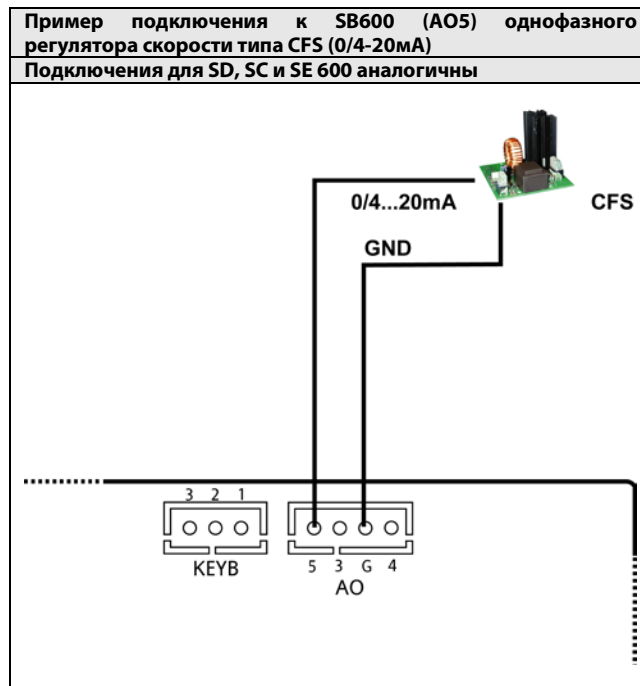 Пример подключения к SB600 (AO5) однофазного
регулятора скорости типа CFS (0/4-20мА)
Подключения для SD, SC и SE 600 аналогичны
0/4...20mA
CFS
GND
3 2 1
KEYB
5 3 G 4
AO